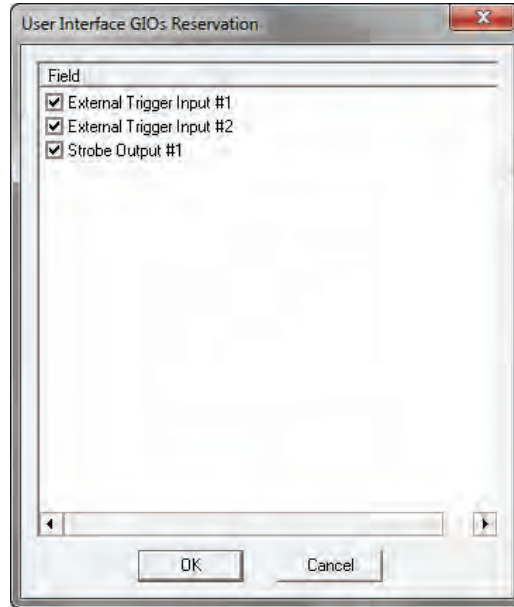 User Interface GIOs Reservation
Field
External Trigger Input #1
External Trigger Input #2
Strobe Output #1
OK
Cancel